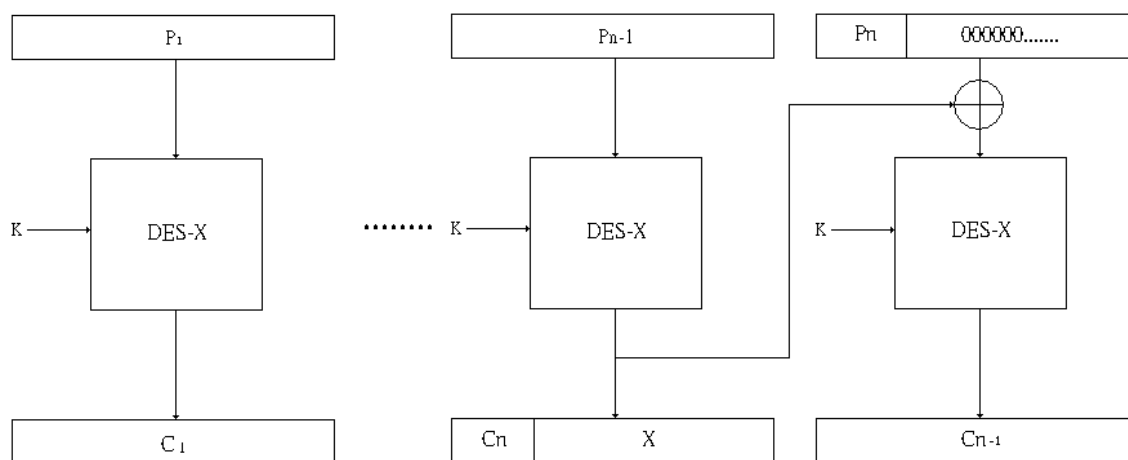 P1
Pn-1
Pn 000000.......
K DES-X
........ K DES-X
K DES-X
C1
Cn X
Cn-1